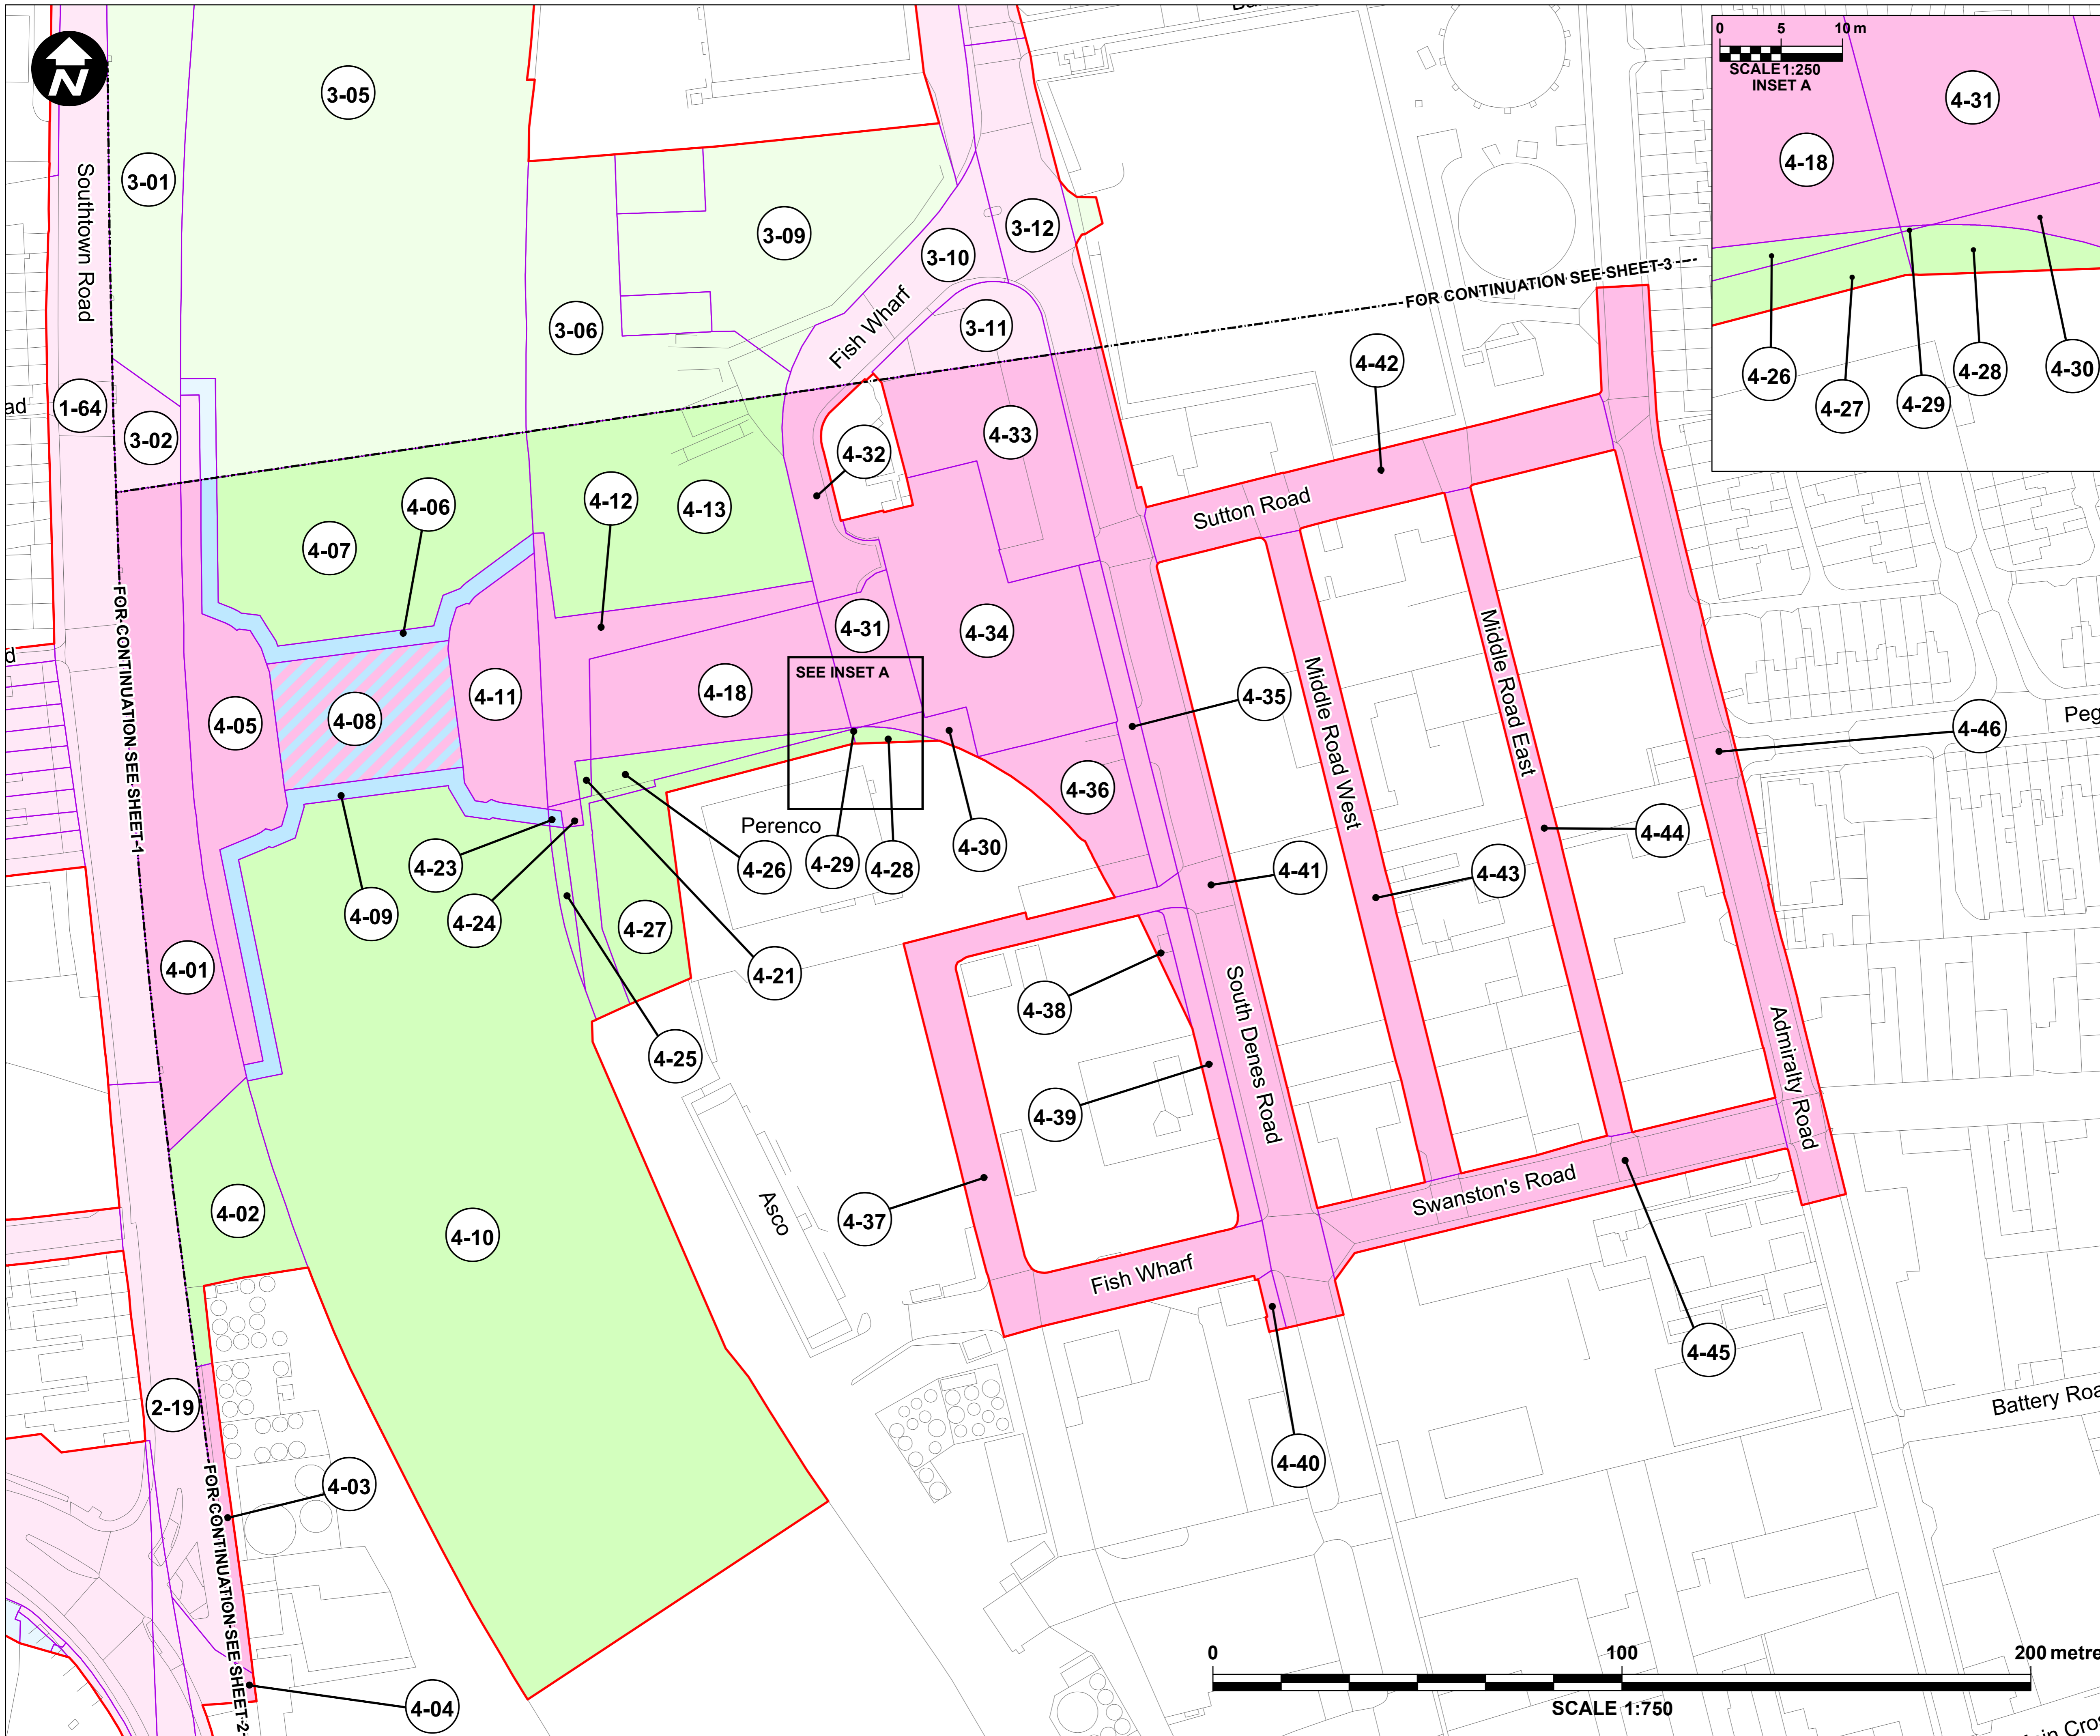 N
3-05
3-01
Southtown Road
3-09
3-10
3-12
3-06
Fish Wharf
3-11
FOR CONTINUATION SEE SHEET 3
0 5 10 m
SCALE 1:250
INSET A
4-31
4-18
4-26
4-27
4-29
4-28
4-30
ad
1-64
3-02
4-42
4-32
4-33
4-12
4-13
4-06
4-07
Sutton Road
FOR CONTINUATION SEE SHEET 1
4-31
4-34
d
4-05
4-08
4-11
4-18
SEE INSET A
4-35
Middle Road West
Middle Road East
Peg
4-46
4-36
Perenco
4-23
4-26
4-29
4-28
4-30
4-41
4-43
4-44
4-09
4-24
4-27
4-01
4-21
4-38
4-25
South Denes Road
Admiralty Road
4-39
4-02
4-10
Asco
4-37
Swanston's Road
Fish Wharf
4-45
2-19
Battery Roa
4-40
4-03
FOR CONTINUATION SEE SHEET 2
4-04
0 100 200 metre
SCALE 1:750